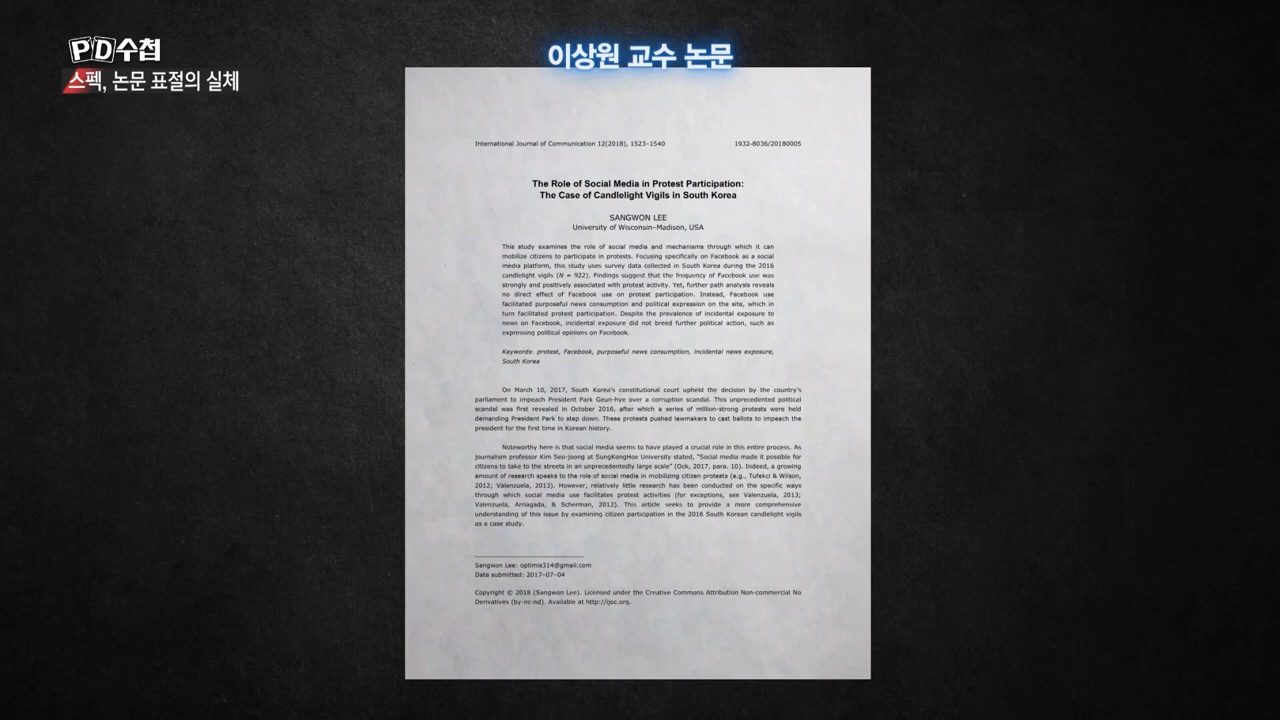 PD수첩
스펙, 논문 표절의 실체
이상원 교수 논문
International Journal of Communication 12(2018), 1523–1540 1932-8036/20180005
The Role of Social Media in Protest Participation:
The Case of Candlelight Vigils in South Korea
SANGWON LEE
University of Wisconsin–Madison, USA
This study examines the role of social media and mechanisms through which it can
mobilize citizens to participate in protests. Focusing specifically on Facebook as a social
media platform, this study uses survey data collected in South Korea during the 2016
candlelight vigils (N = 922). Findings suggest that the frequency of Facebook use was
strongly and positively associated with protest activity. Yet, further path analysis reveals
no direct effect of Facebook use on protest participation. Instead, Facebook use
facilitated purposeful news consumption and political expression on the site, which in
turn facilitated protest participation. Despite the prevalence of incidental exposure to
news on Facebook, incidental exposure did not breed further political action, such as
expressing political opinions on Facebook.
Keywords: protest, Facebook, purposeful news consumption, incidental news exposure,
South Korea
On March 10, 2017, South Korea's constitutional court upheld the decision by the country's
parliament to impeach President Park Geun-hye over a corruption scandal. This unprecedented political
scandal was first revealed in October 2016, after which a series of million-strong protests were held
demanding President Park to step down. These protests pushed lawmakers to cast ballots to impeach the
president for the first time in Korean history.
Noteworthy here is that social media seems to have played a crucial role in this entire process. As
journalism professor Kim Seo-joong at SungKongHoe University stated, "Social media made it possible for
citizens to take to the streets in an unprecedentedly large scale" (Ock, 2017, para. 10). Indeed, a growing
amount of research speaks to the role of social media in mobilizing citizen protests (e.g., Tufekci & Wilson,
2012; Valenzuela, 2013). However, relatively little research has been conducted on the specific ways
through which social media use facilitates protest activities (for exceptions, see Valenzuela, 2013;
Valenzuela, Arriagada, & Scherman, 2012). This article seeks to provide a more comprehensive
understanding of this issue by examining citizen participation in the 2016 South Korean candlelight vigils
as a case study.
Sangwon Lee: optimis314@gmail.com
Date submitted: 2017–07–04
Copyright © 2018 (Sangwon Lee). Licensed under the Creative Commons Attribution Non-commercial No
Derivatives (by-nc-nd). Available at http://ijoc.org.